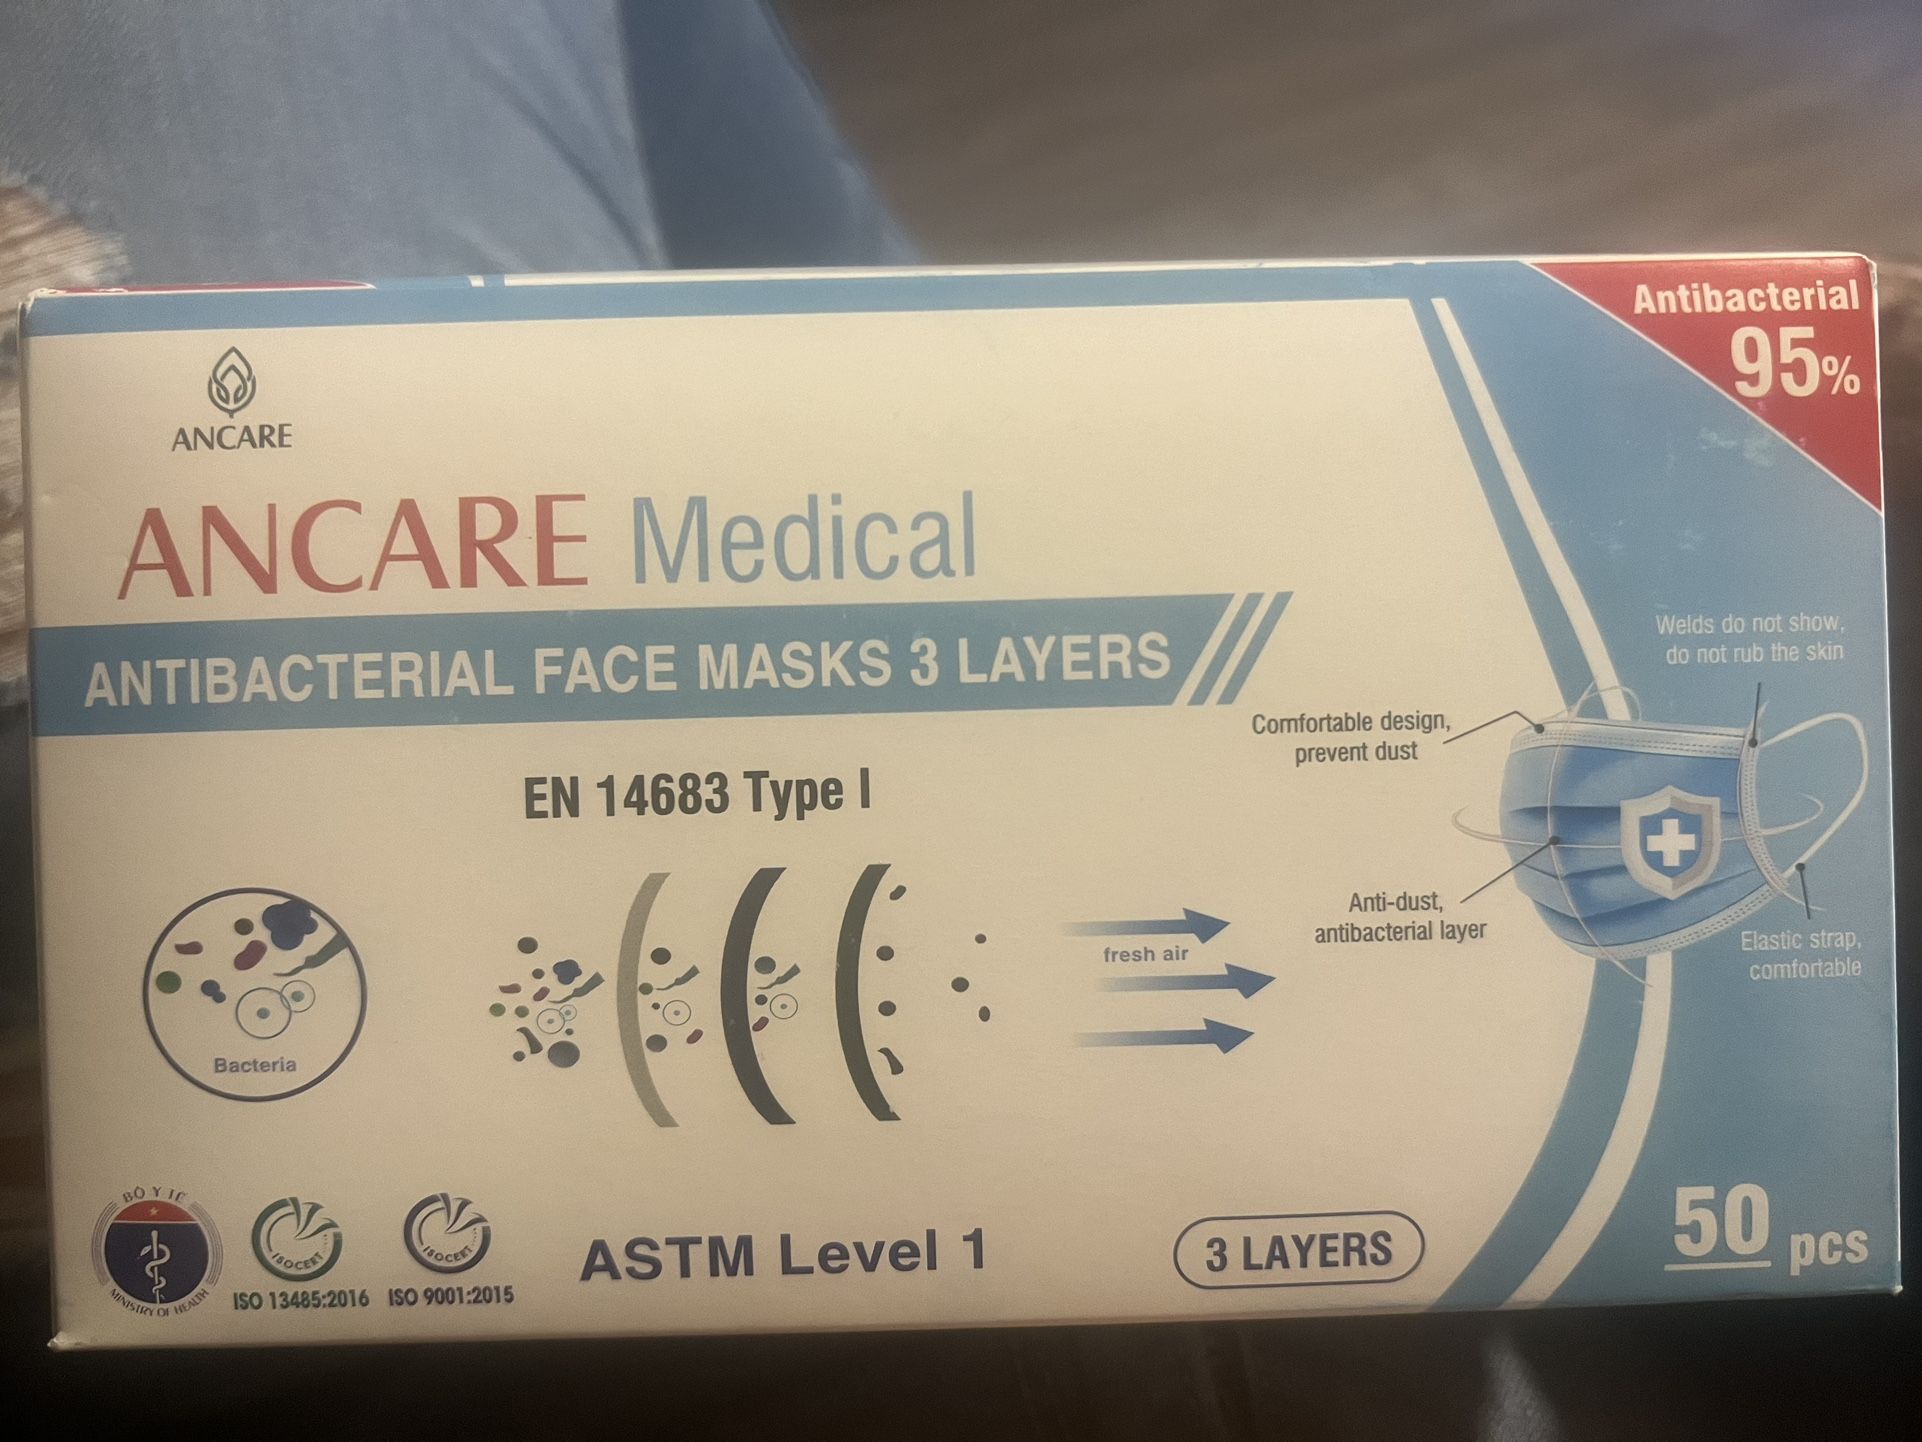 Antibacterial
95%
ANCARE
ANCARE Medical
ANTIBACTERIAL FACE MASKS 3 LAYERS
EN 14683 Type I
Welds do not show,
do not rub the skin
Comfortable design,
prevent dust
Anti-dust,
antibacterial layer
Elastic strap,
comfortable
Bacteria
fresh air
BỘ Y TẾ
MINISTRY OF HEALTH
ISOCERT
ISO 13485:2016
ISOCERT
ISO 9001:2015
ASTM Level 1
3 LAYERS
50 pcs